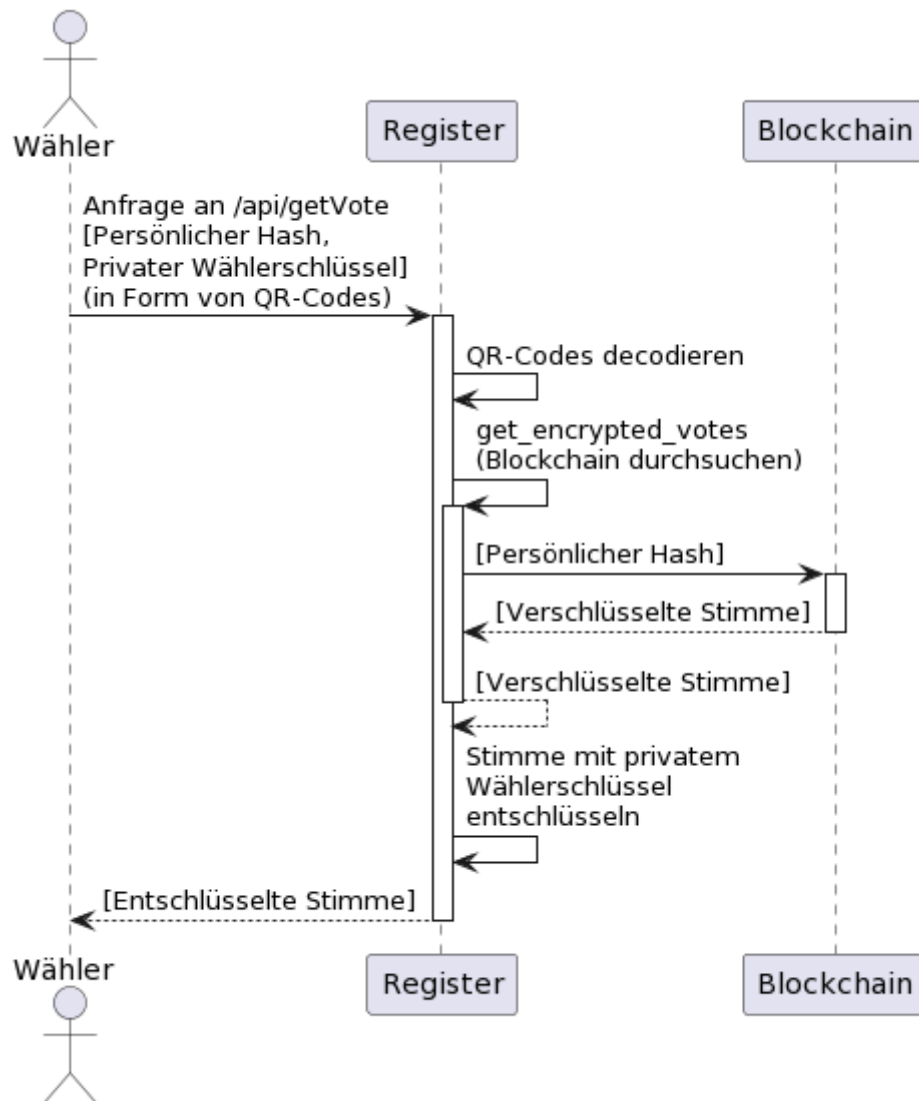 Wähler
Register
Blockchain
Anfrage an /api/getVote
[Persönlicher Hash,
Privater Wählerschlüssel]
(in Form von QR-Codes)
QR-Codes decodieren
get_encrypted_votes
(Blockchain durchsuchen)
[Persönlicher Hash]
[Verschlüsselte Stimme]
[Verschlüsselte Stimme]
Stimme mit privatem
Wählerschlüssel
entschlüsseln
[Entschlüsselte Stimme]
Wähler
Register
Blockchain